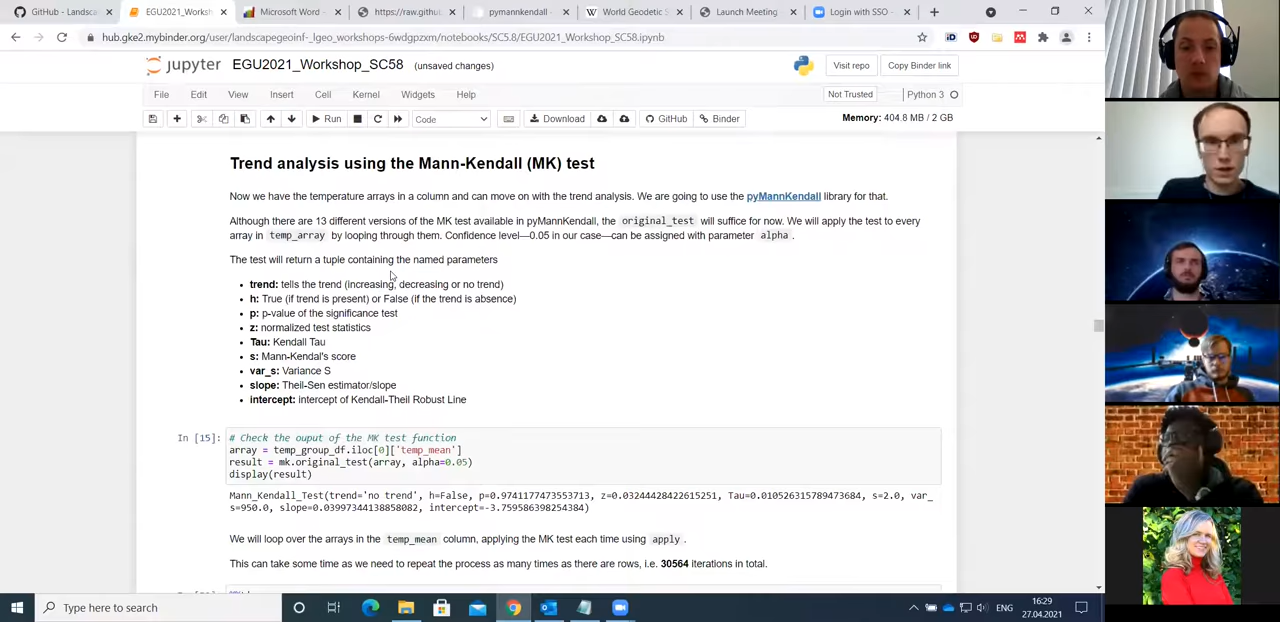 GitHub - Landsca
EGU2021_Worksh
Microsoft Word -
https://raw.githu
pymannkendall
World Geodetic S
Launch Meeting
Login with SSO -
hub.gke2.mybinder.org/user/landscapegeoinf-_lgeo_workshops-6wdgpzxm/notebooks/SC5.8/EGU2021_Workshop_SC58.ipynb
jupyter EGU2021_Workshop_SC58 (unsaved changes)
Visit repo Copy Binder link
File Edit View Insert Cell Kernel Widgets Help
Not Trusted Python 3
Run Code Download GitHub Binder
Memory: 404.8 MB / 2 GB
Trend analysis using the Mann-Kendall (MK) test
Now we have the temperature arrays in a column and can move on with the trend analysis. We are going to use the pyMannKendall library for that.
Although there are 13 different versions of the MK test available in pyMannKendall, the original_test will suffice for now. We will apply the test to every
array in temp_array by looping through them. Confidence level—0.05 in our case—can be assigned with parameter alpha .
The test will return a tuple containing the named parameters
• trend: tells the trend (increasing, decreasing or no trend)
• h: True (if trend is present) or False (if the trend is absence)
• p: p-value of the significance test
• z: normalized test statistics
• Tau: Kendall Tau
• s: Mann-Kendal's score
• var_s: Variance S
• slope: Theil-Sen estimator/slope
• intercept: intercept of Kendall-Theil Robust Line
In [15]: # Check the ouput of the MK test function
array = temp_group_df.iloc[0]['temp_mean']
result = mk.original_test(array, alpha=0.05)
display(result)
Mann_Kendall_Test(trend='no trend', h=False, p=0.9741177473553713, z=0.03244428422615251, Tau=0.010526315789473684, s=2.0, var_
s=950.0, slope=0.03997344138858082, intercept=-3.759586398254384)
We will loop over the arrays in the temp_mean column, applying the MK test each time using apply .
This can take some time as we need to repeat the process as many times as there are rows, i.e. 30564 iterations in total.
Type here to search
ENG
16:29
27.04.2021